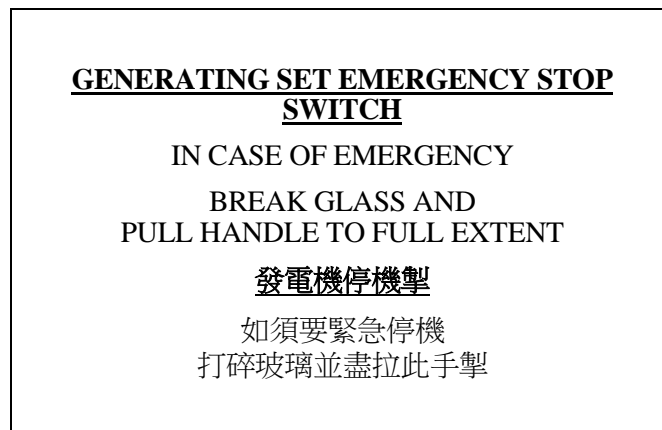 GENERATING SET EMERGENCY STOP
SWITCH
IN CASE OF EMERGENCY
BREAK GLASS AND
PULL HANDLE TO FULL EXTENT
發電機停機掣
如須要緊急停機
打碎玻璃並盡拉此手掣